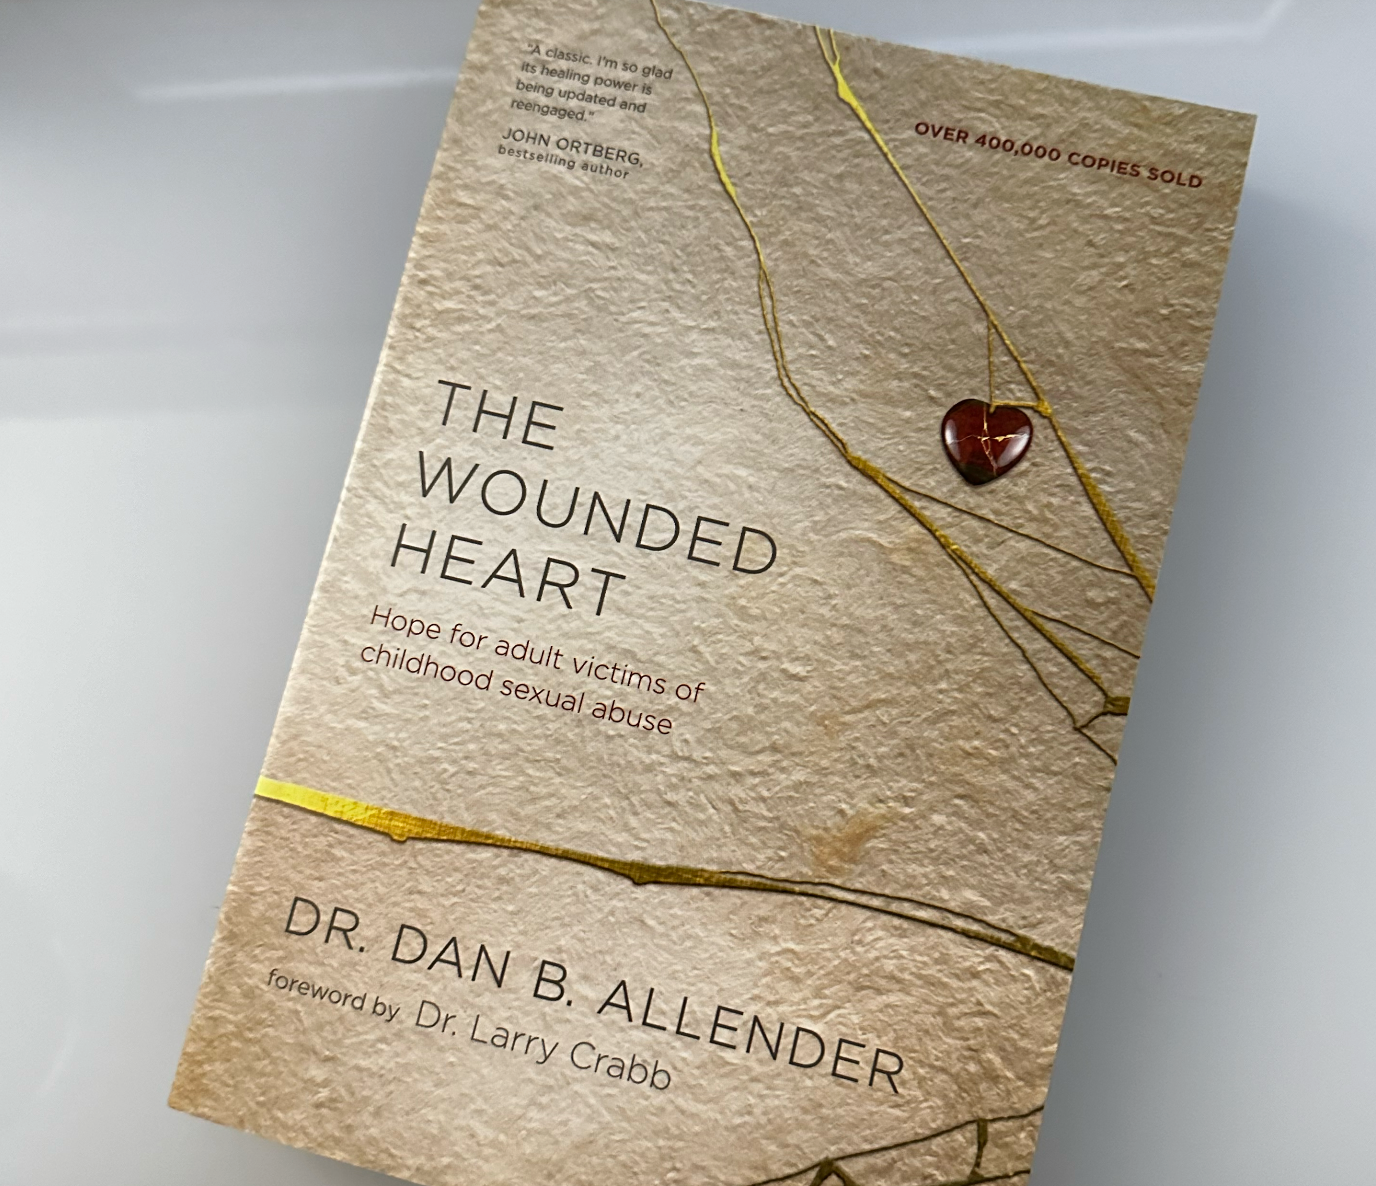 "A classic. I'm so glad
its healing power is
being updated and
reengaged."
JOHN ORTBERG,
bestselling author
OVER 400,000 COPIES SOLD
THE
WOUNDED
HEART
Hope for adult victims of
childhood sexual abuse
DR. DAN B. ALLENDER
foreword by Dr. Larry Crabb